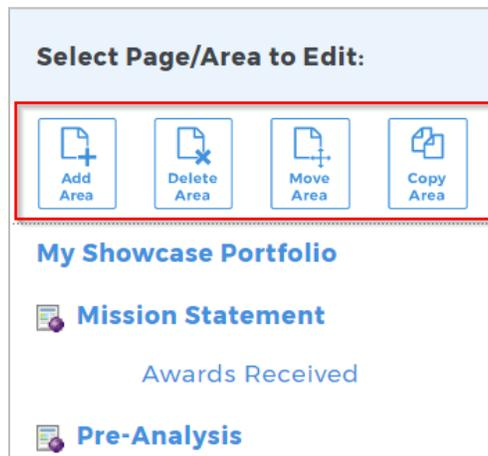 Select Page/Area to Edit:
Add Area
Delete Area
Move Area
Copy Area
My Showcase Portfolio
Mission Statement
Awards Received
Pre-Analysis